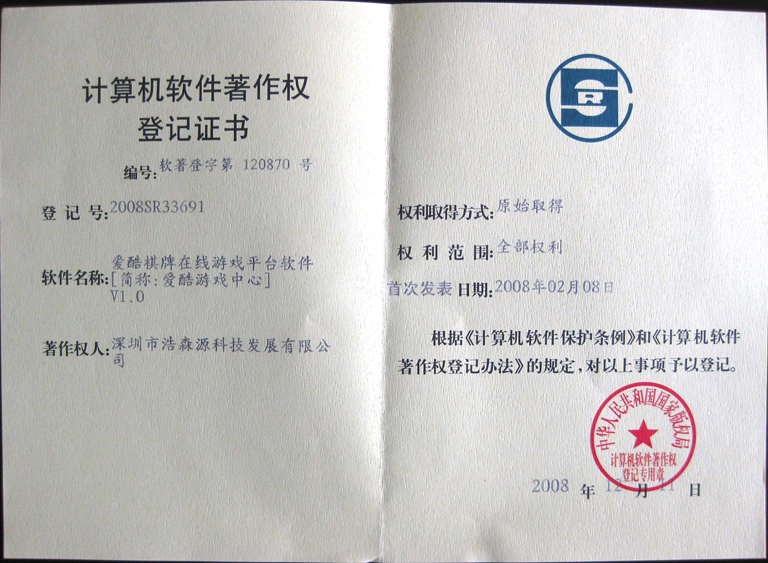 计算机软件著作权
登记证书
编号:软著登字第 120870 号
登 记 号:2008SR33691
软件名称:爱酷棋牌在线游戏平台软件
[简称:爱酷游戏中心]
V1.0
著作权人:深圳市浩森源科技发展有限公
司
R
权利取得方式:原始取得
权 利 范 围:全部权利
首次发表日期:2008年02月08日
根据《计算机软件保护条例》和《计算机软件
著作权登记办法》的规定,对以上事项予以登记。
中华人民共和国国家版权局
计算机软件著作权
登记专用章
2008 年 12 月 11 日